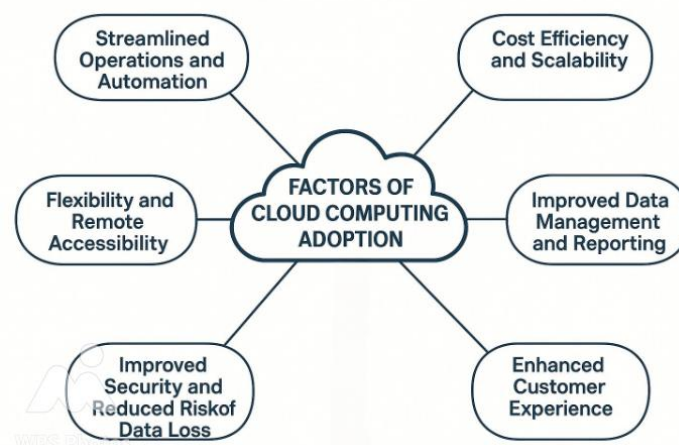 Streamlined
Operations and
Automation
Cost Efficiency
and Scalability
FACTORS OF
CLOUD COMPUTING
ADOPTION
Flexibility and
Remote
Accessibility
Improved Data
Management
and Reporting
Improved
Security and
Reduced Riskof
Data Loss
Enhanced
Customer
Experience